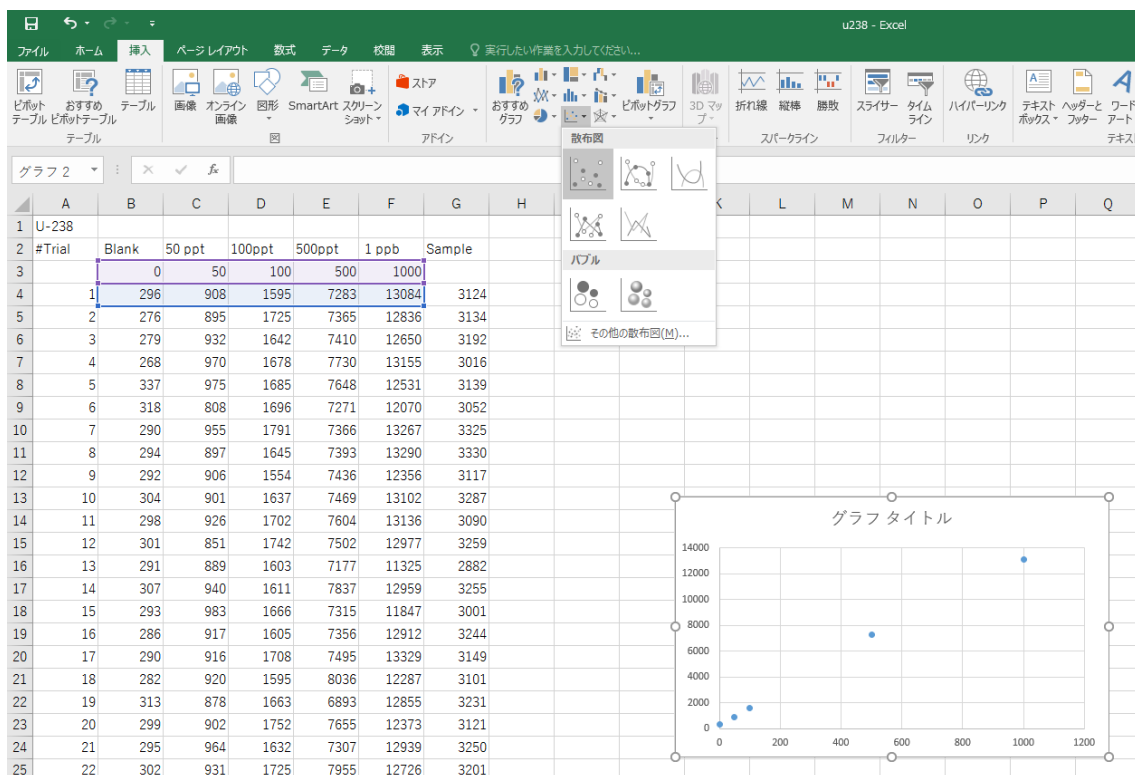 u238 - Excel
ファイル ホーム 挿入 ページ レイアウト 数式 データ 校閲 表示 実行したい作業を入力してください...
ピボットテーブル おすすめピボットテーブル テーブル 画像 オンライン画像 図形 SmartArt スクリーンショット ストア マイ アドイン おすすめグラフ ピボットグラフ 3D マップ 折れ線 縦棒 勝敗 スライサー タイムライン ハイパーリンク テキストボックス ヘッダーとフッター ワードアート
テーブル 図 アドイン スパークライン フィルター リンク テキス
散布図
バブル
その他の散布図(M)...
グラフ 2 fx
A B C D E F G H K L M N O P Q
1 U-238
2 #Trial Blank 50 ppt 100ppt 500ppt 1 ppb Sample
3 0 50 100 500 1000
4 1 296 908 1595 7283 13084 3124
5 2 276 895 1725 7365 12836 3134
6 3 279 932 1642 7410 12650 3192
7 4 268 970 1678 7730 13155 3016
8 5 337 975 1685 7648 12531 3139
9 6 318 808 1696 7271 12070 3052
10 7 290 955 1791 7366 13267 3325
11 8 294 897 1645 7393 13290 3330
12 9 292 906 1554 7436 12356 3117
13 10 304 901 1637 7469 13102 3287
14 11 298 926 1702 7604 13136 3090
15 12 301 851 1742 7502 12977 3259
16 13 291 889 1603 7177 11325 2882
17 14 307 940 1611 7837 12959 3255
18 15 293 983 1666 7315 11847 3001
19 16 286 917 1605 7356 12912 3244
20 17 290 916 1708 7495 13329 3149
21 18 282 920 1595 8036 12287 3101
22 19 313 878 1663 6893 12855 3231
23 20 299 902 1752 7655 12373 3121
24 21 295 964 1632 7307 12939 3250
25 22 302 931 1725 7955 12726 3201
グラフ タイトル
14000
12000
10000
8000
6000
4000
2000
0
0 200 400 600 800 1000 1200